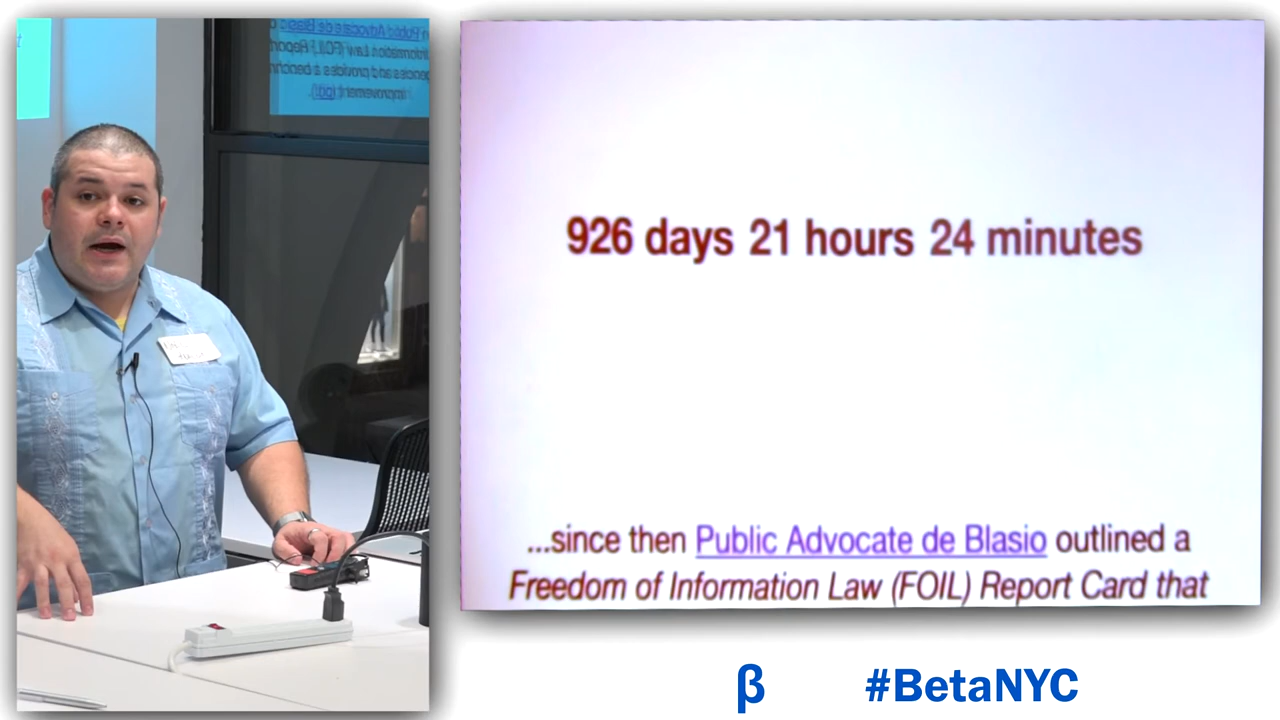 926 days 21 hours 24 minutes
...since then Public Advocate de Blasio outlined a
Freedom of Information Law (FOIL) Report Card that
β #BetaNYC